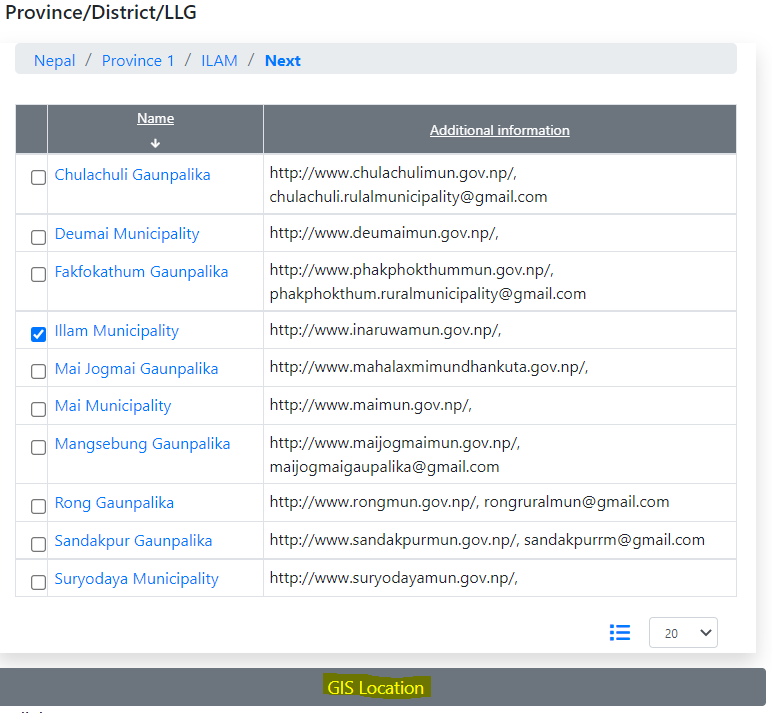 Province/District/LLG
Nepal / Province 1 / ILAM / Next
Name
Additional information
Chulachuli Gaunpalika
http://www.chulachulimun.gov.np/,
chulachuli.rulalmunicipality@gmail.com
Deumai Municipality
http://www.deumaimun.gov.np/,
Fakfokathum Gaunpalika
http://www.phakphokthummun.gov.np/,
phakphokthum.ruralmunicipality@gmail.com
Illam Municipality
http://www.inaruwamun.gov.np/,
Mai Jogmai Gaunpalika
http://www.mahalaxmimundhankuta.gov.np/,
Mai Municipality
http://www.maimun.gov.np/,
Mangsebung Gaunpalika
http://www.maijogmaimun.gov.np/,
maijogmaigaupalika@gmail.com
Rong Gaunpalika
http://www.rongmun.gov.np/, rongruralmun@gmail.com
Sandakpur Gaunpalika
http://www.sandakpurmun.gov.np/, sandakpurrm@gmail.com
Suryodaya Municipality
http://www.suryodayamun.gov.np/,
20
GIS Location